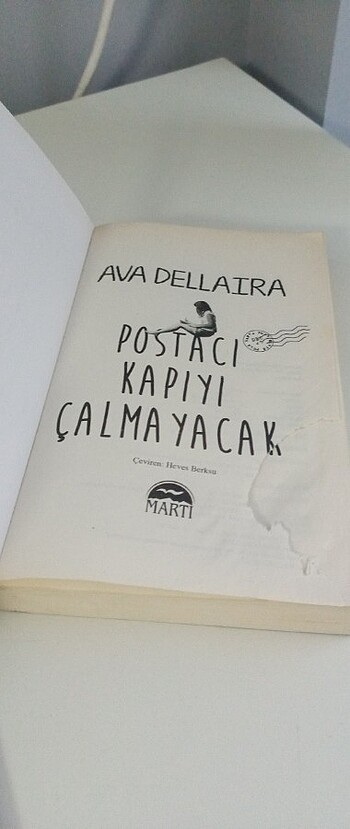 AVA DELLAIRA
POSTACI
KAPIYI
ÇALMAYACAK
Çeviren: Heves Berksu
MARTI